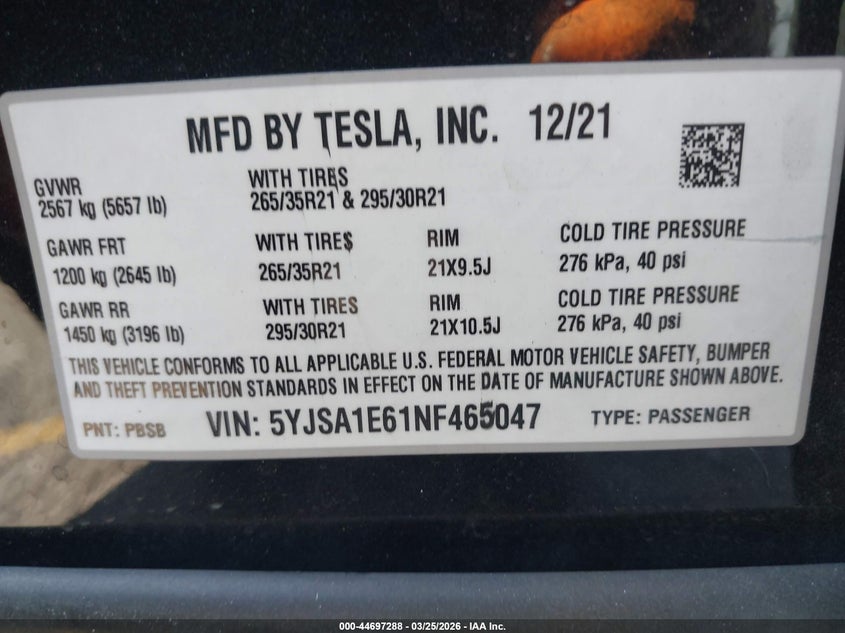 MFD BY TESLA, INC. 12/21
GVWR
2567 kg (5657 lb)
WITH TIRES
265/35R21 & 295/30R21
GAWR FRT
1200 kg (2645 lb)
WITH TIRES
265/35R21
RIM
21X9.5J
COLD TIRE PRESSURE
276 kPa, 40 psi
GAWR RR
1450 kg (3196 lb)
WITH TIRES
295/30R21
RIM
21X10.5J
COLD TIRE PRESSURE
276 kPa, 40 psi
THIS VEHICLE CONFORMS TO ALL APPLICABLE U.S. FEDERAL MOTOR VEHICLE SAFETY, BUMPER
AND THEFT PREVENTION STANDARDS IN EFFECT ON THE DATE OF MANUFACTURE SHOWN ABOVE.
PNT: PBSB VIN: 5YJSA1E61NF465047 TYPE: PASSENGER
000-44697288 - 03/25/2026 - IAA Inc.